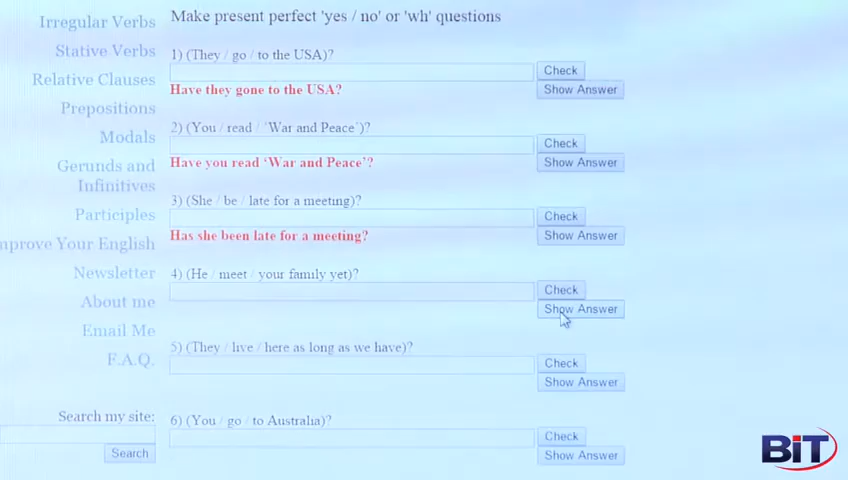 Irregular Verbs
Stative Verbs
Relative Clauses
Prepositions
Modals
Gerunds and
Infinitives
Participles
mprove Your English
Newsletter
About me
Email Me
F.A.Q.
Search my site:
Search
Make present perfect 'yes / no' or 'wh' questions
1) (They / go / to the USA)?
Check
Have they gone to the USA?
Show Answer
2) (You / read / 'War and Peace')?
Check
Have you read 'War and Peace'?
Show Answer
3) (She / be / late for a meeting)?
Check
Has she been late for a meeting?
Show Answer
4) (He / meet / your family yet)?
Check
Show Answer
5) (They / live / here as long as we have)?
Check
Show Answer
6) (You / go / to Australia)?
Check
Show Answer
BiT